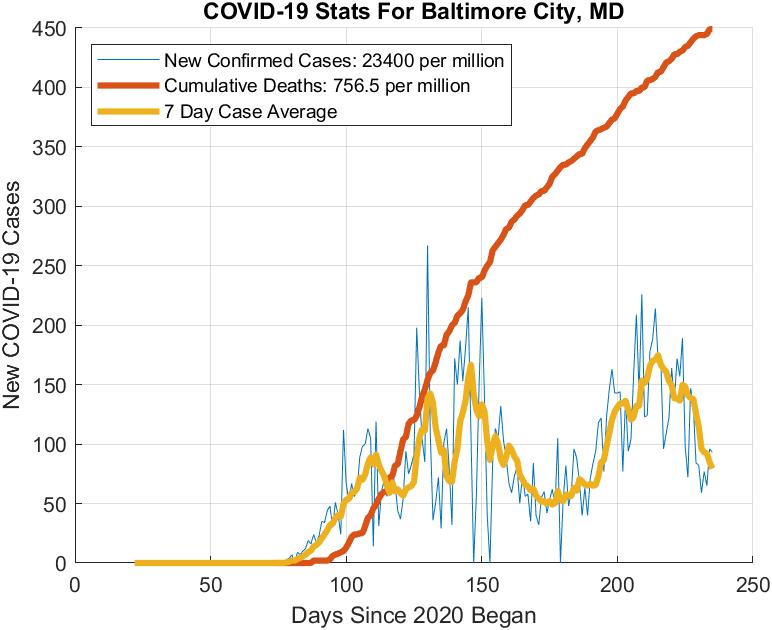 COVID-19 Stats For Baltimore City, MD
New Confirmed Cases: 23400 per million
Cumulative Deaths: 756.5 per million
7 Day Case Average
New COVID-19 Cases
450
400
350
300
250
200
150
100
50
0
0 50 100 150 200 250
Days Since 2020 Began